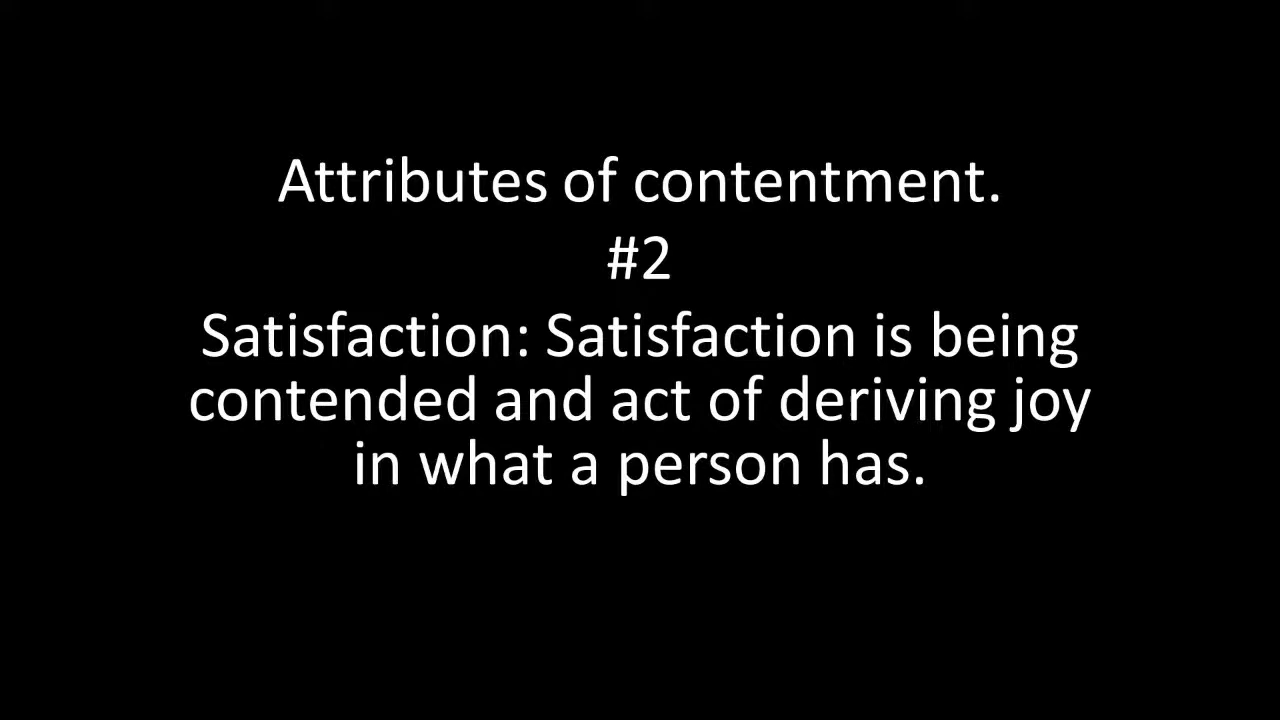 Attributes of contentment.
#2
Satisfaction: Satisfaction is being
contended and act of deriving joy
in what a person has.